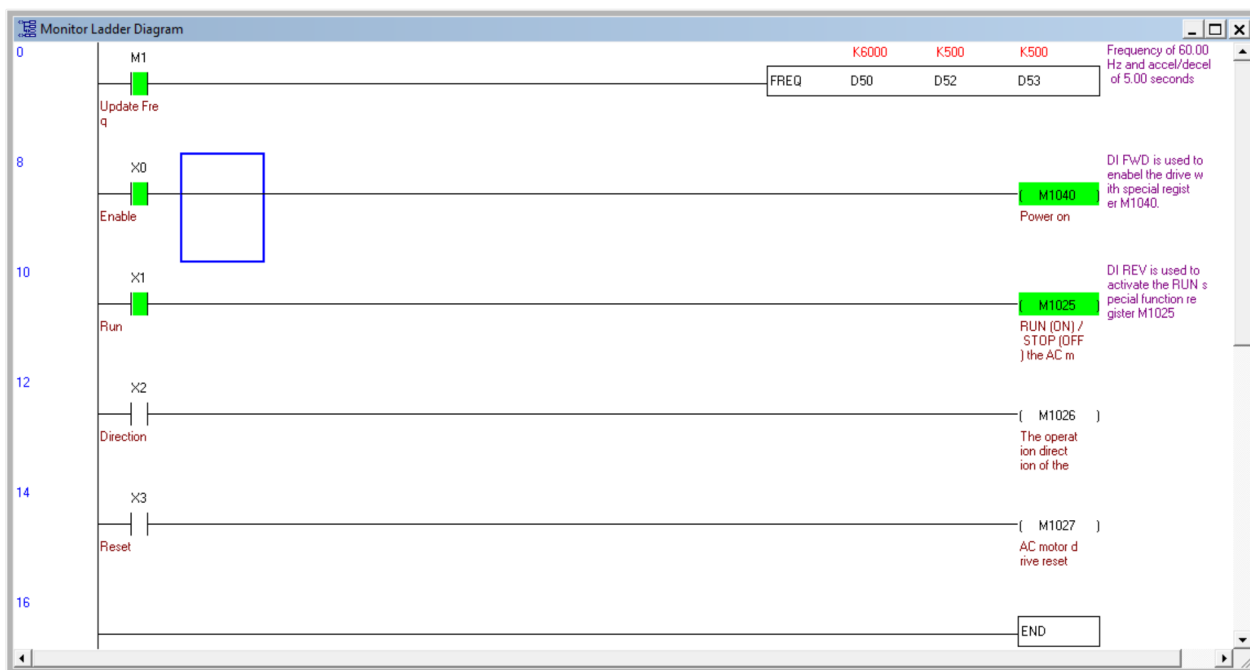 Monitor Ladder Diagram
0
M1
K6000 K500 K500
FREQ D50 D52 D53
Update Fre
q
Frequency of 60.00
Hz and accel/decel
of 5.00 seconds
8
X0
( M1040 )
Enable
Power on
DI FWD is used to
enabel the drive w
ith special regist
er M1040.
10
X1
( M1025 )
Run
RUN (ON) /
STOP (OFF
) the AC m
DI REV is used to
activate the RUN s
pecial function re
gister M1025
12
X2
( M1026 )
Direction
The operat
ion direct
ion of the
14
X3
( M1027 )
Reset
AC motor d
rive reset
16
END